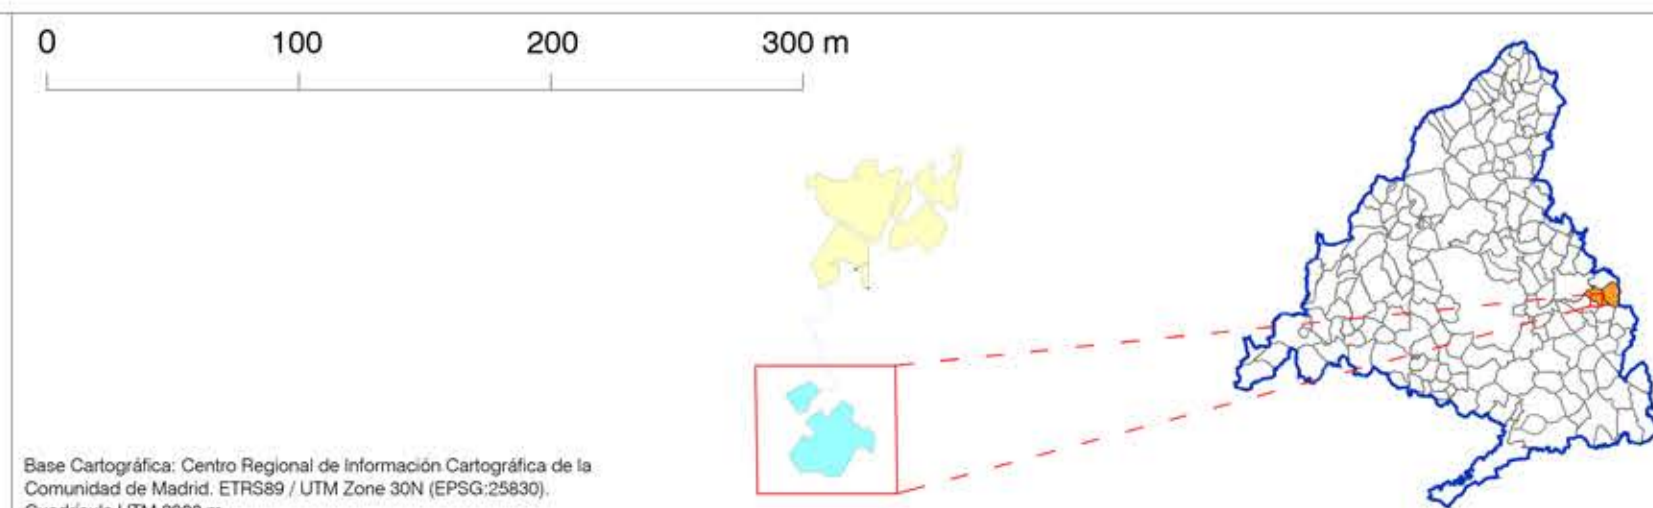 0 100 200 300 m
Base Cartográfica: Centro Regional de Información Cartográfica de la
Comunidad de Madrid. ETRS89 / UTM Zone 30N (EPSG:25830).
UTM